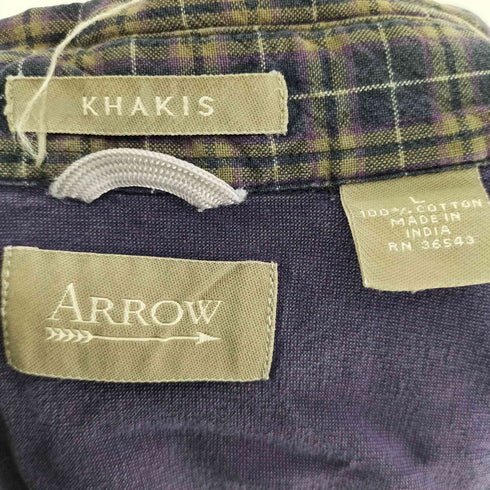 KHAKIS
L
100% COTTON
MADE IN
INDIA
RN 36543
ARROW